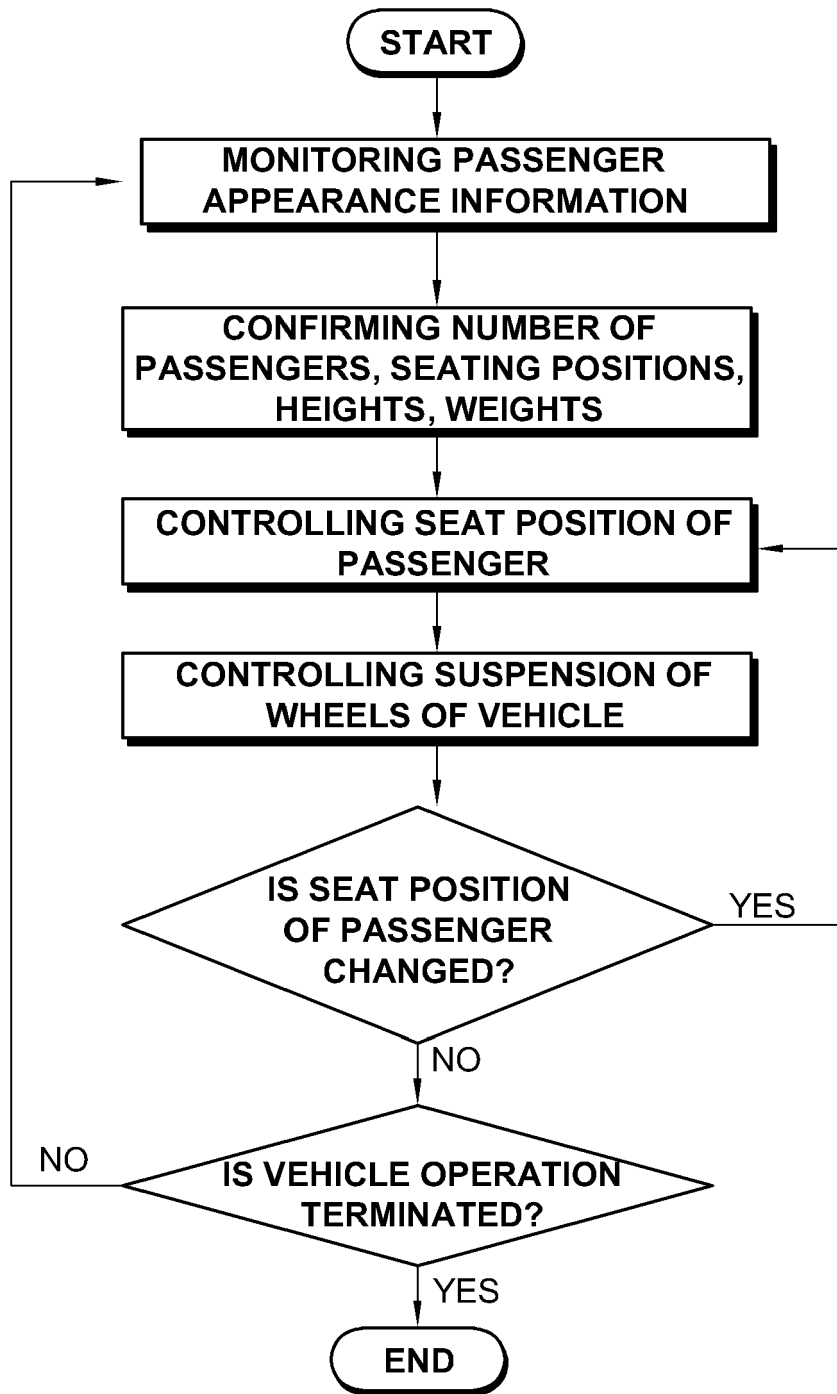 START
MONITORING PASSENGER
APPEARANCE INFORMATION
CONFIRMING NUMBER OF
PASSENGERS, SEATING POSITIONS,
HEIGHTS, WEIGHTS
CONTROLLING SEAT POSITION OF
PASSENGER
CONTROLLING SUSPENSION OF
WHEELS OF VEHICLE
IS SEAT POSITION
OF PASSENGER
CHANGED?
YES
NO
IS VEHICLE OPERATION
TERMINATED?
NO
YES
END